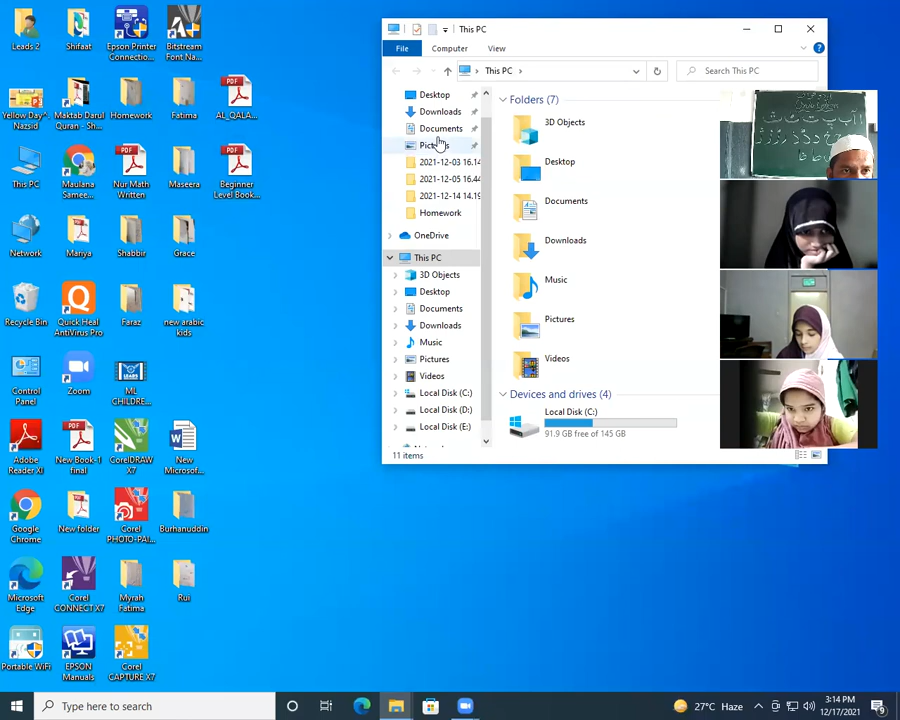 Leads 2
Shifaat
Epson Printer
Connectio...
Bitstream
Font Na...
Yellow Day^.
Nazsid
Maktab Darul
Quran - Sh...
Homework
Fatima
AL_QALA...
This PC
Maulana
Samee...
Nur Math
Written
Maseera
Beginner
Level Book...
Network
Mariya
Shabbir
Grace
Recycle Bin
Quick Heal
AntiVirus Pro
Faraz
new arabic
kids
Control
Panel
Zoom
ML
CHILDRE...
Adobe
Reader XI
New Book-1
final
CorelDRAW
X7
New
Microsof...
Google
Chrome
New folder
Corel
PHOTO-PAI...
Burhanuddin
Microsoft
Edge
Corel
CONNECT X7
Myrah
Fatima
Rui
Portable WiFi
EPSON
Manuals
Corel
CAPTURE X7
This PC
File
Computer
View
This PC
Search This PC
Desktop
Downloads
Documents
2021-12-03 16.14
2021-12-05 16.44
2021-12-14 14.19
Homework
OneDrive
This PC
3D Objects
Desktop
Documents
Downloads
Music
Pictures
Videos
Local Disk (C:)
Local Disk (D:)
Local Disk (E:)
Folders (7)
3D Objects
Desktop
Documents
Downloads
Music
Pictures
Videos
Devices and drives (4)
Local Disk (C:)
91.9 GB free of 145 GB
11 items
Type here to search
27°C Haze
3:14 PM
12/17/2021
9